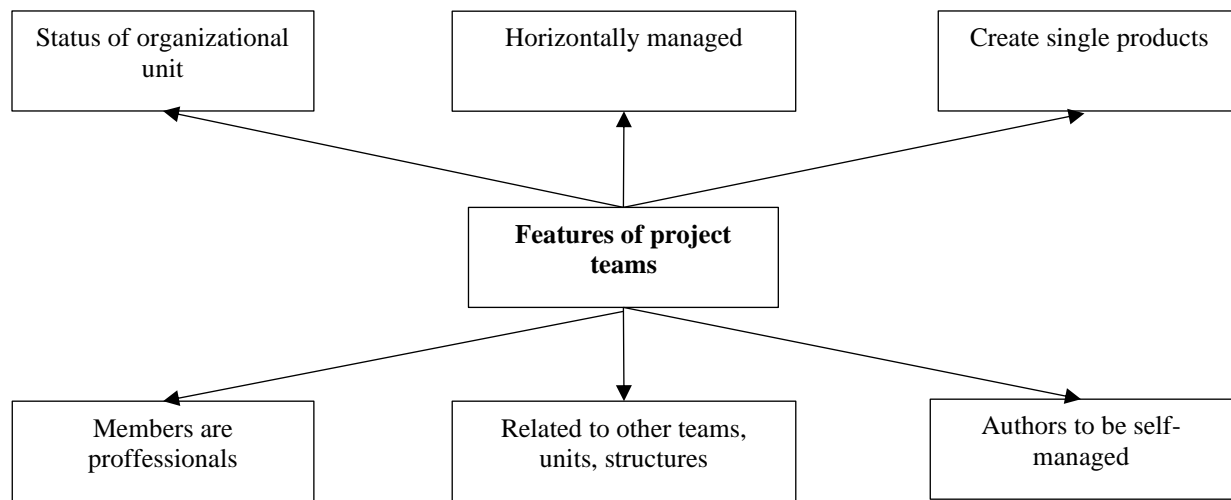 Status of organizational
unit
Horizontally managed
Create single products
Features of project
teams
Members are
proffessionals
Related to other teams,
units, structures
Authors to be self-
managed